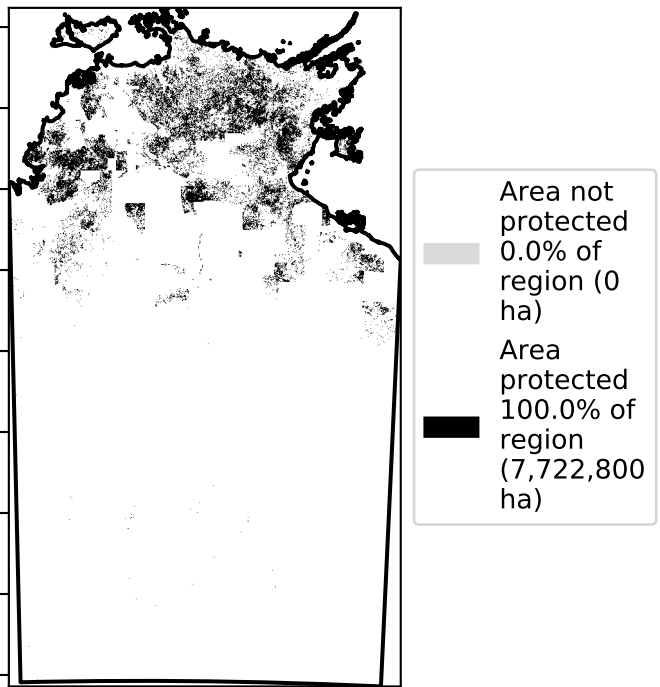 Area not
protected
0.0% of
region (0
ha)
Area
protected
100.0% of
region
(7,722,800
ha)